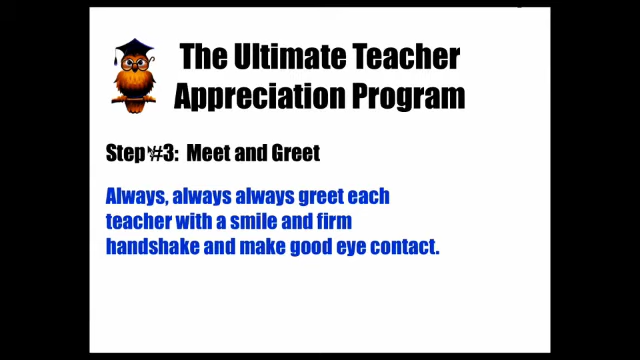 The Ultimate Teacher
Appreciation Program
Step #3: Meet and Greet
Always, always always greet each
teacher with a smile and firm
handshake and make good eye contact.